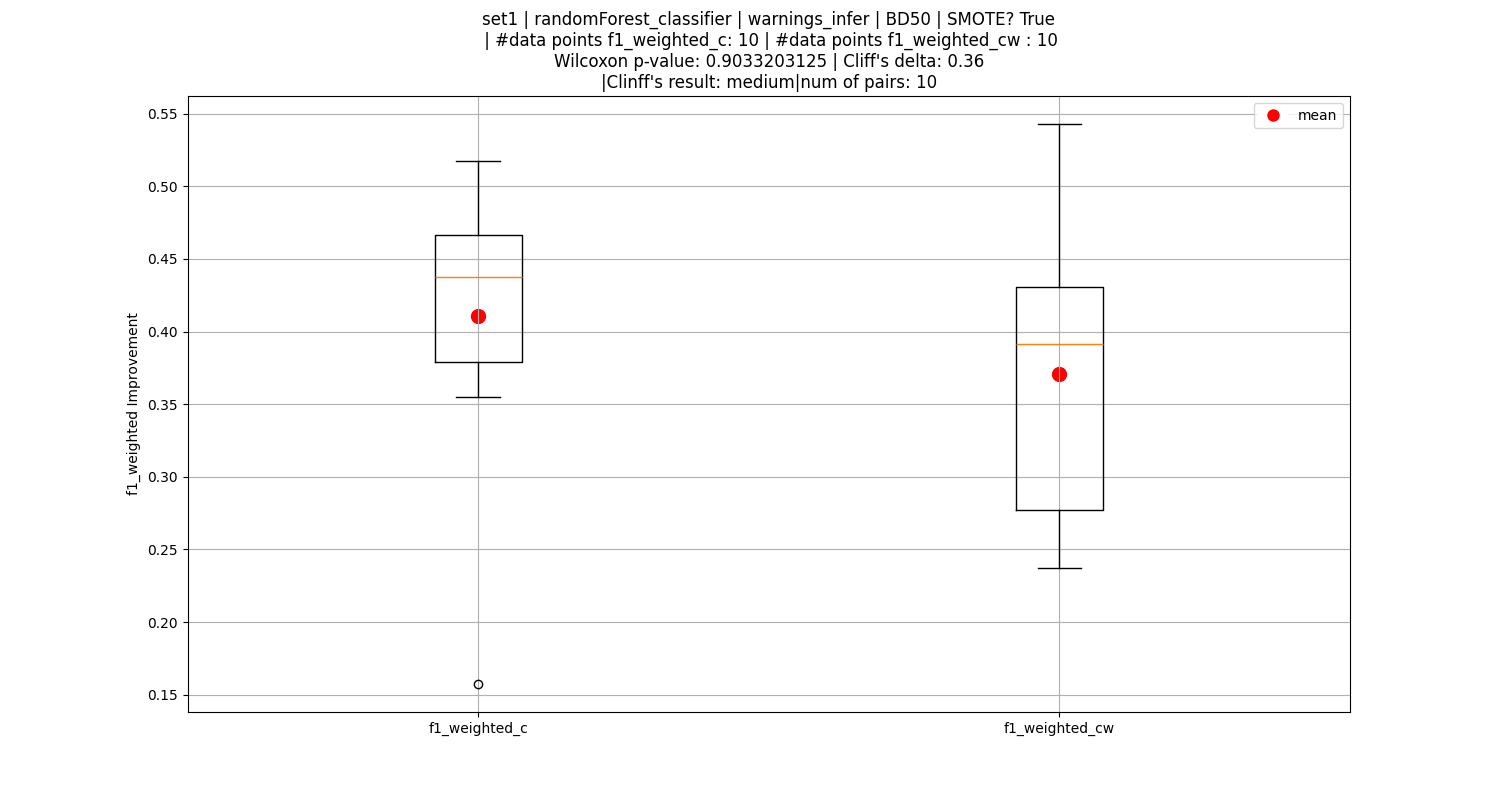 set1 | randomForest_classifier | warnings_infer | BD50 | SMOTE? True
| #data points f1_weighted_c: 10 | #data points f1_weighted_cw : 10
Wilcoxon p-value: 0.9033203125 | Cliff's delta: 0.36
|Clinff's result: medium|num of pairs: 10
mean
0.55
0.50
0.45
0.40
0.35
0.30
0.25
0.20
0.15
f1_weighted Improvement
f1_weighted_c
f1_weighted_cw